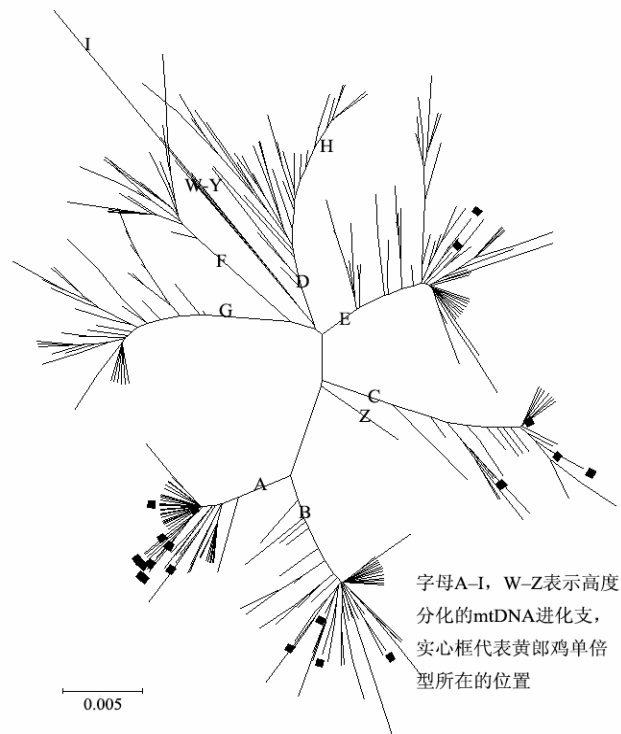 I
H
W-Y
F
D
G
E
C
Z
A
B
字母A–I，W–Z表示高度
分化的mtDNA进化支，
实心框代表黄郎鸡单倍
型所在的位置
0.005